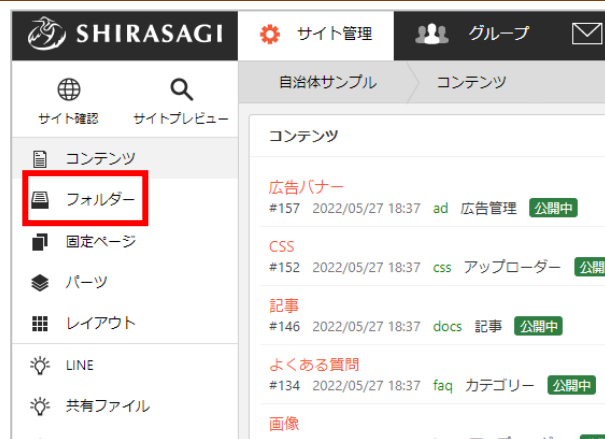 SHIRASAGI サイト管理 グループ
サイト確認 サイトプレビュー
自治体サンプル コンテンツ
コンテンツ
フォルダー
固定ページ
パーツ
レイアウト
LINE
共有ファイル
コンテンツ
広告バナー
#157 2022/05/27 18:37 ad 広告管理 公開中
CSS
#152 2022/05/27 18:37 css アップローダー 公開
記事
#146 2022/05/27 18:37 docs 記事 公開中
よくある質問
#134 2022/05/27 18:37 faq カテゴリー 公開中
画像